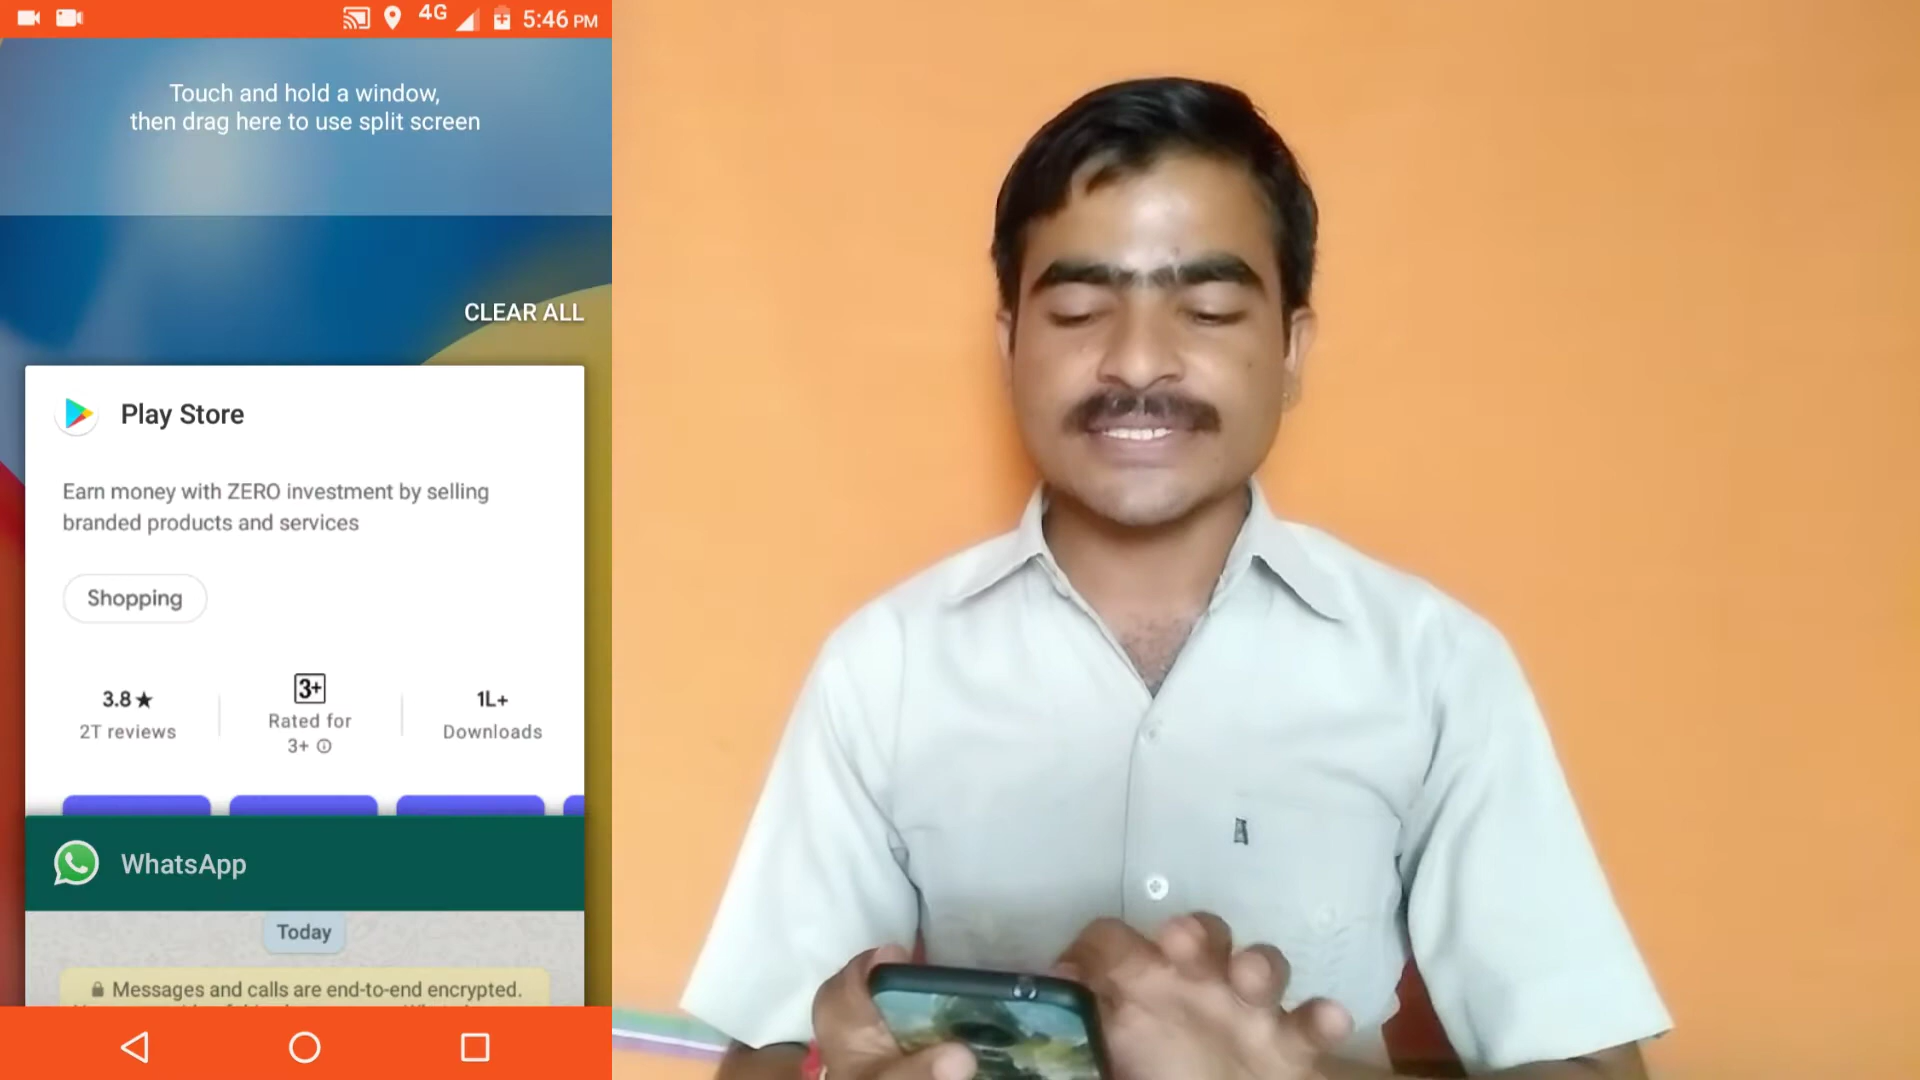 4G 5:46 PM
Touch and hold a window,
then drag here to use split screen
CLEAR ALL
Play Store
Earn money with ZERO investment by selling
branded products and services
Shopping
3.8★
2T reviews
3+
Rated for
3+
1L+
Downloads
WhatsApp
Today
Messages and calls are end-to-end encrypted.